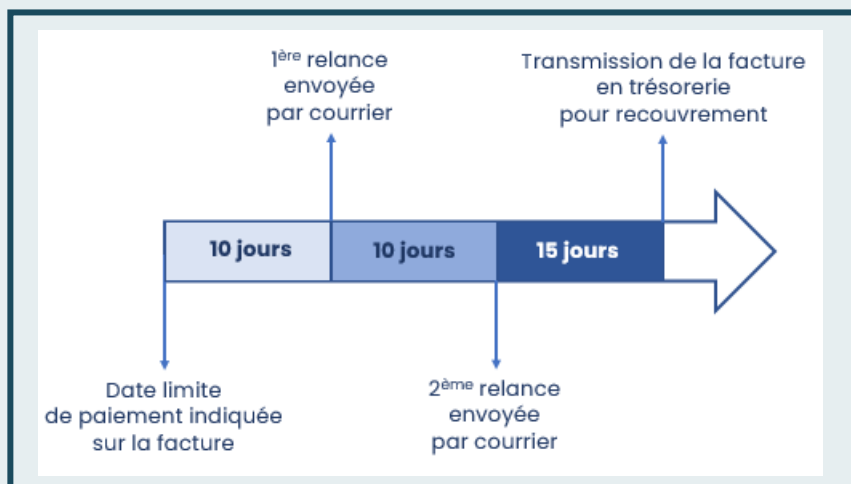 1ère relance
envoyée
par courrier
Transmission de la facture
en trésorerie
pour recouvrement
10 jours
10 jours
15 jours
Date limite
de paiement indiquée
sur la facture
2ème relance
envoyée
par courrier